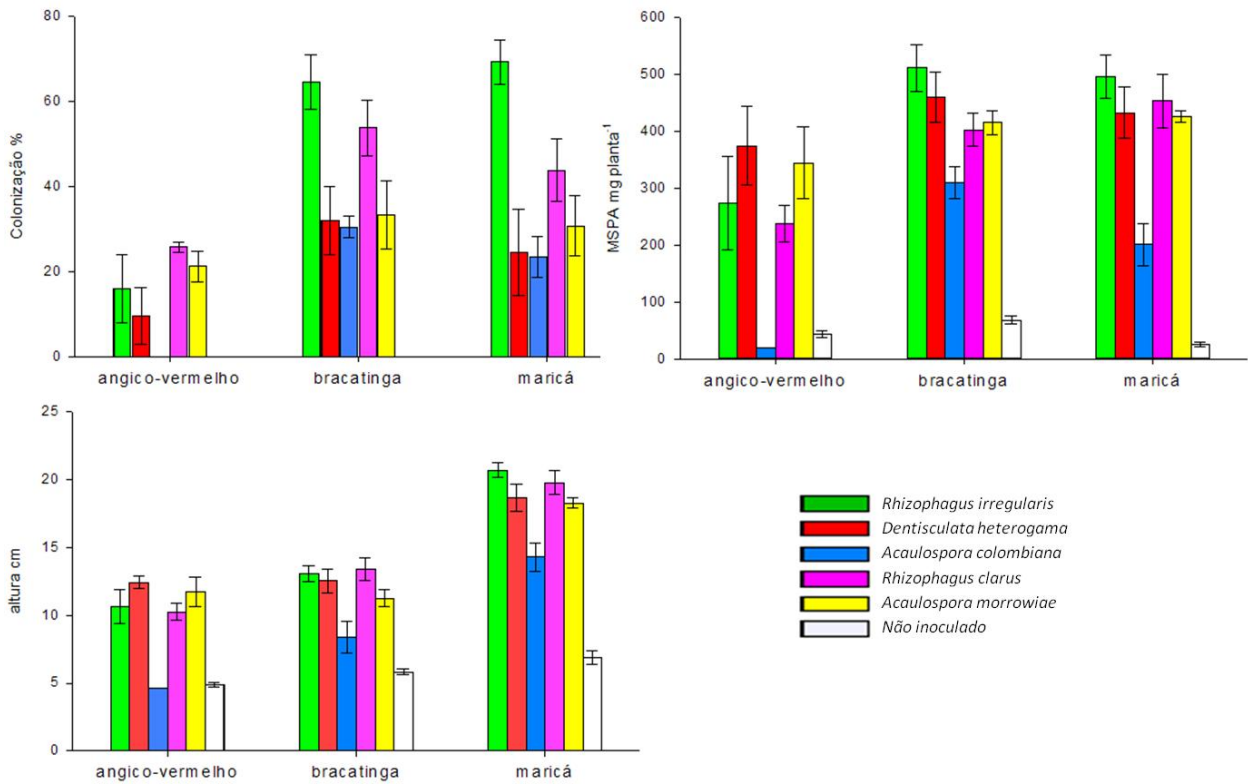 80
60
40
20
0
Colonização %
angico-vermelho bracatinga maricá
600
500
400
300
200
100
0
MSPA mg planta-1
angico-vermelho bracatinga maricá
25
20
15
10
5
0
altura cm
angico-vermelho bracatinga maricá
Rhizophagus irregularis
Dentisculata heterogama
Acaulospora colombiana
Rhizophagus clarus
Acaulospora morrowiae
Não inoculado